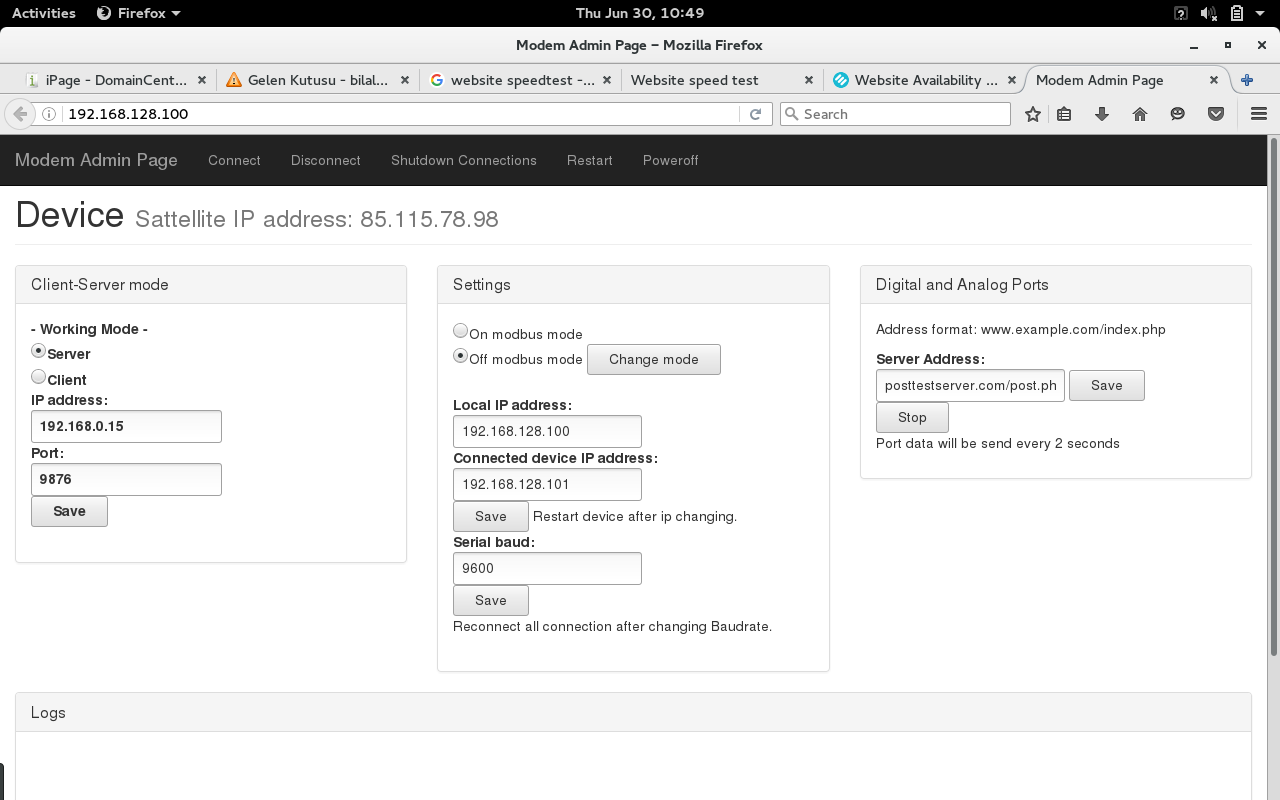 Activities Firefox Thu Jun 30, 10:49
Modem Admin Page - Mozilla Firefox
iPage - DomainCent... Gelen Kutusu - bilal... website speedtest -... Website speed test Website Availability ... Modem Admin Page
192.168.128.100 Search
Modem Admin Page Connect Disconnect Shutdown Connections Restart Poweroff
Device Sattellite IP address: 85.115.78.98
Client-Server mode
- Working Mode -
Server
Client
IP address:
192.168.0.15
Port:
9876
Save
Settings
On modbus mode
Off modbus mode Change mode
Local IP address:
192.168.128.100
Connected device IP address:
192.168.128.101
Save Restart device after ip changing.
Serial baud:
9600
Save
Reconnect all connection after changing Baudrate.
Digital and Analog Ports
Address format: www.example.com/index.php
Server Address:
posttestserver.com/post.ph Save
Stop
Port data will be send every 2 seconds
Logs